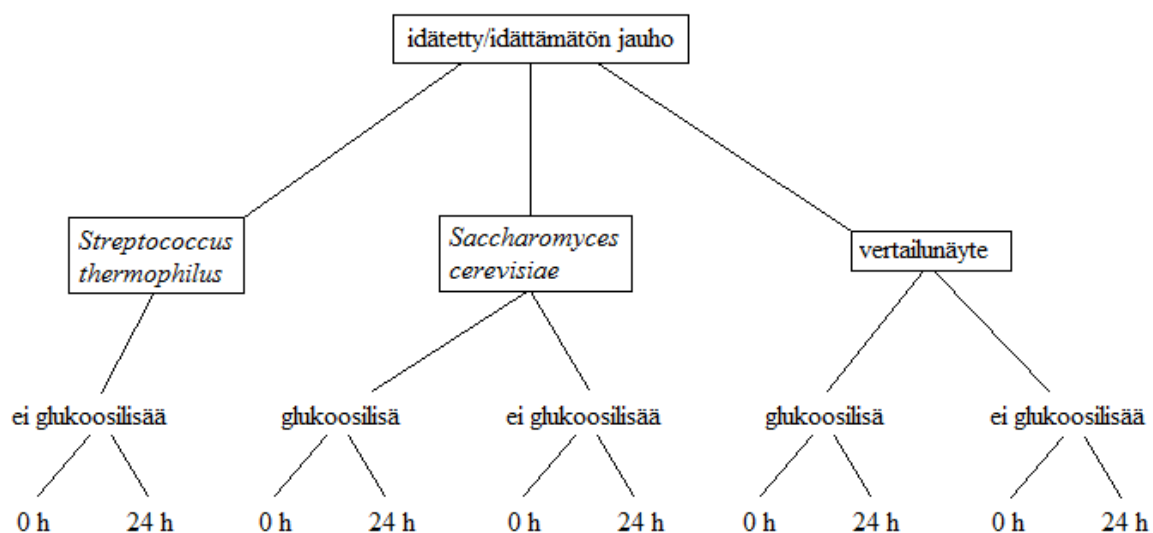 idätetty/idättämätön jauho
Streptococcus
thermophilus
Saccharomyces
cerevisiae
vertailunäyte
ei glukoosilisää
glukoosilisä
ei glukoosilisää
glukoosilisä
ei glukoosilisää
0 h
24 h
0 h
24 h
0 h
24 h
0 h
24 h
0 h
24 h